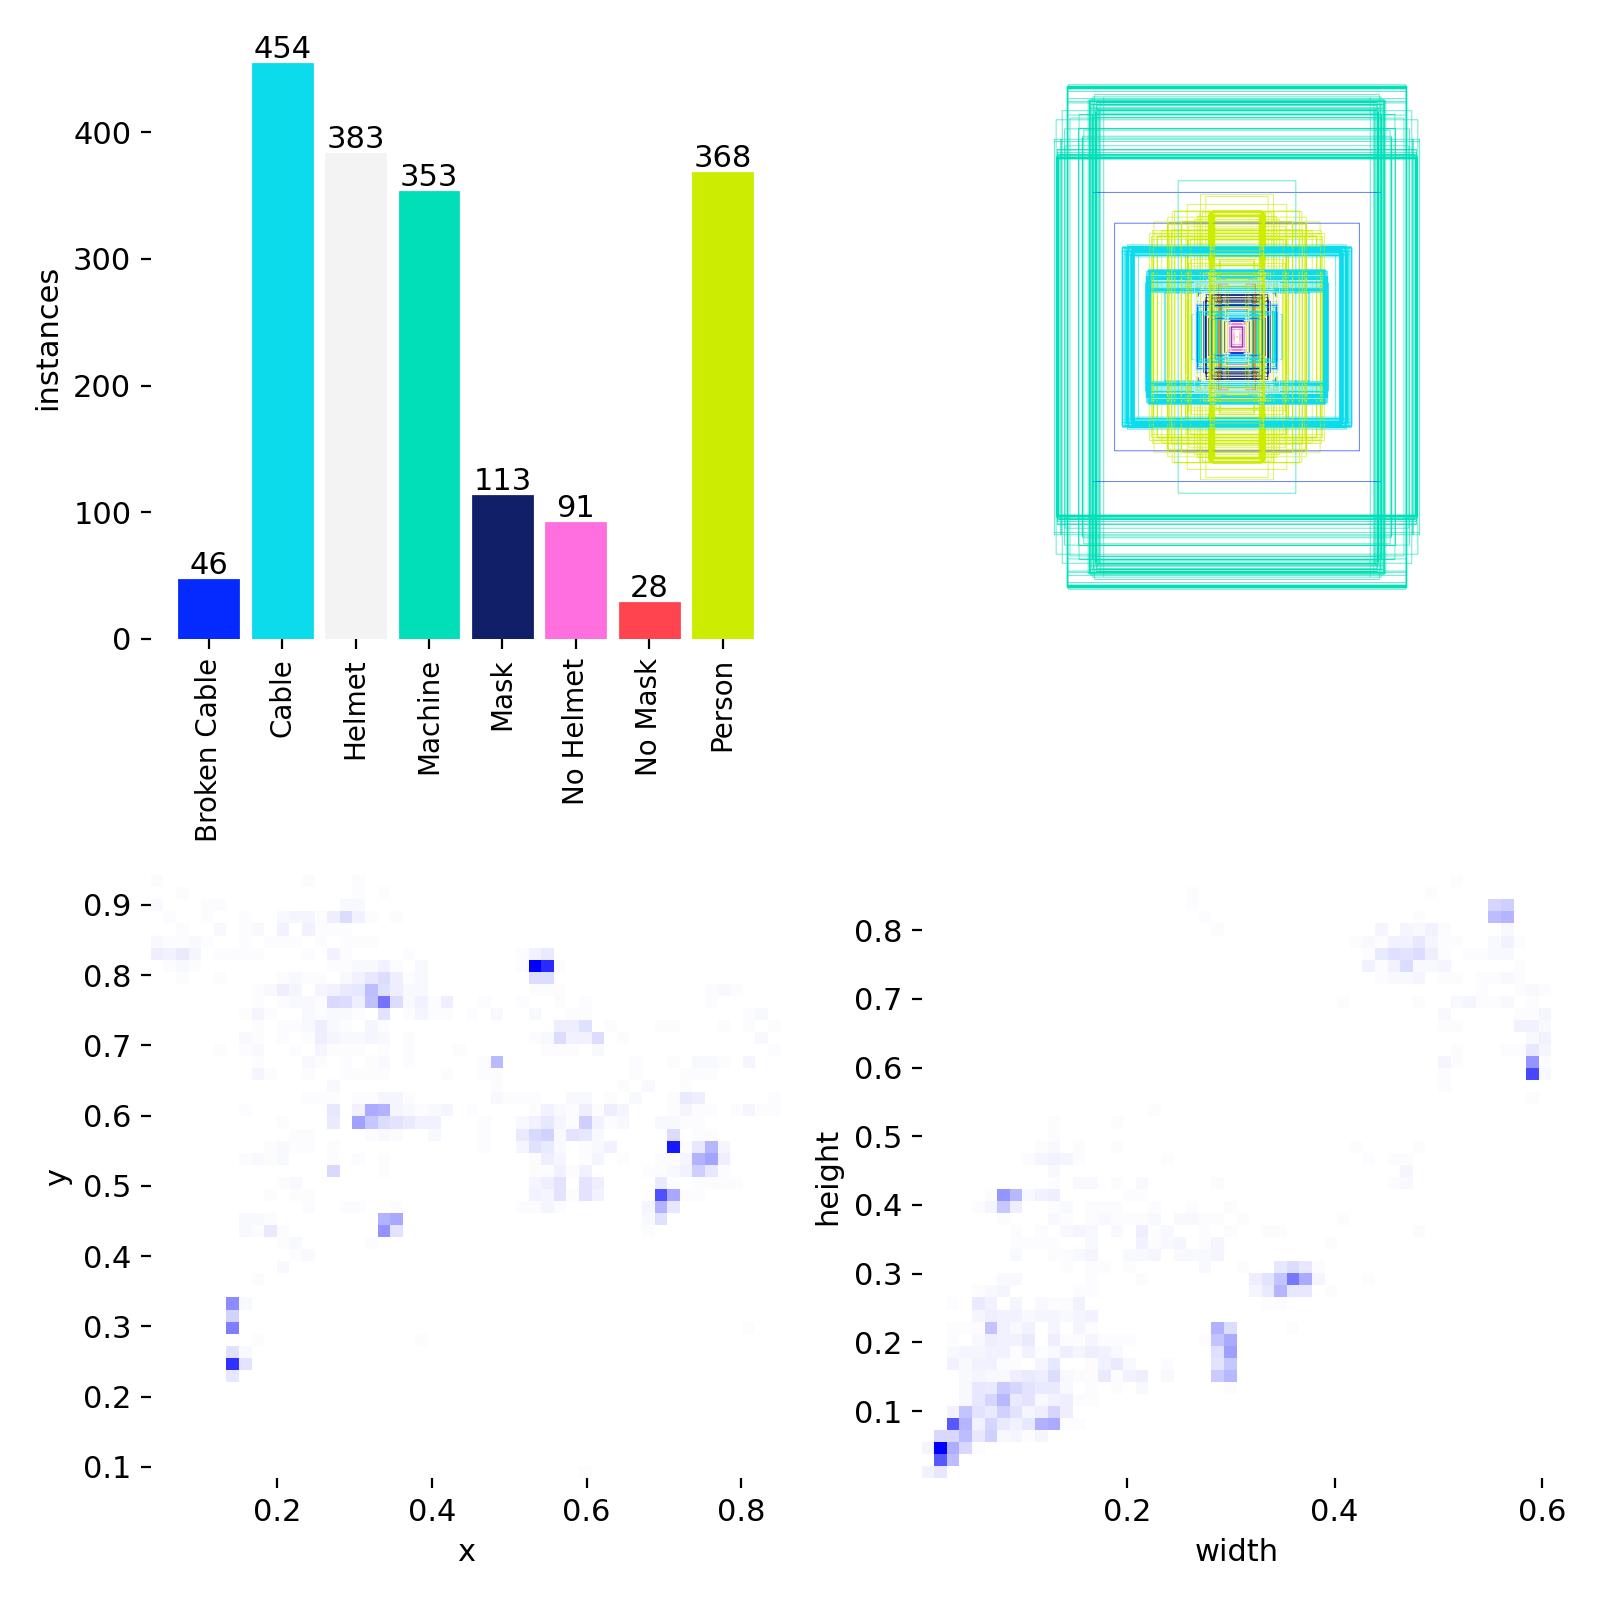 454
383
368
353
113
91
46
28
400
300
200
100
0
instances
Broken Cable
Cable
Helmet
Machine
Mask
No Helmet
No Mask
Person
0.9
0.8
0.7
0.6
0.5
0.4
0.3
0.2
0.1
y
0.2 0.4 0.6 0.8
x
0.8
0.7
0.6
0.5
0.4
0.3
0.2
0.1
height
0.2 0.4 0.6
width